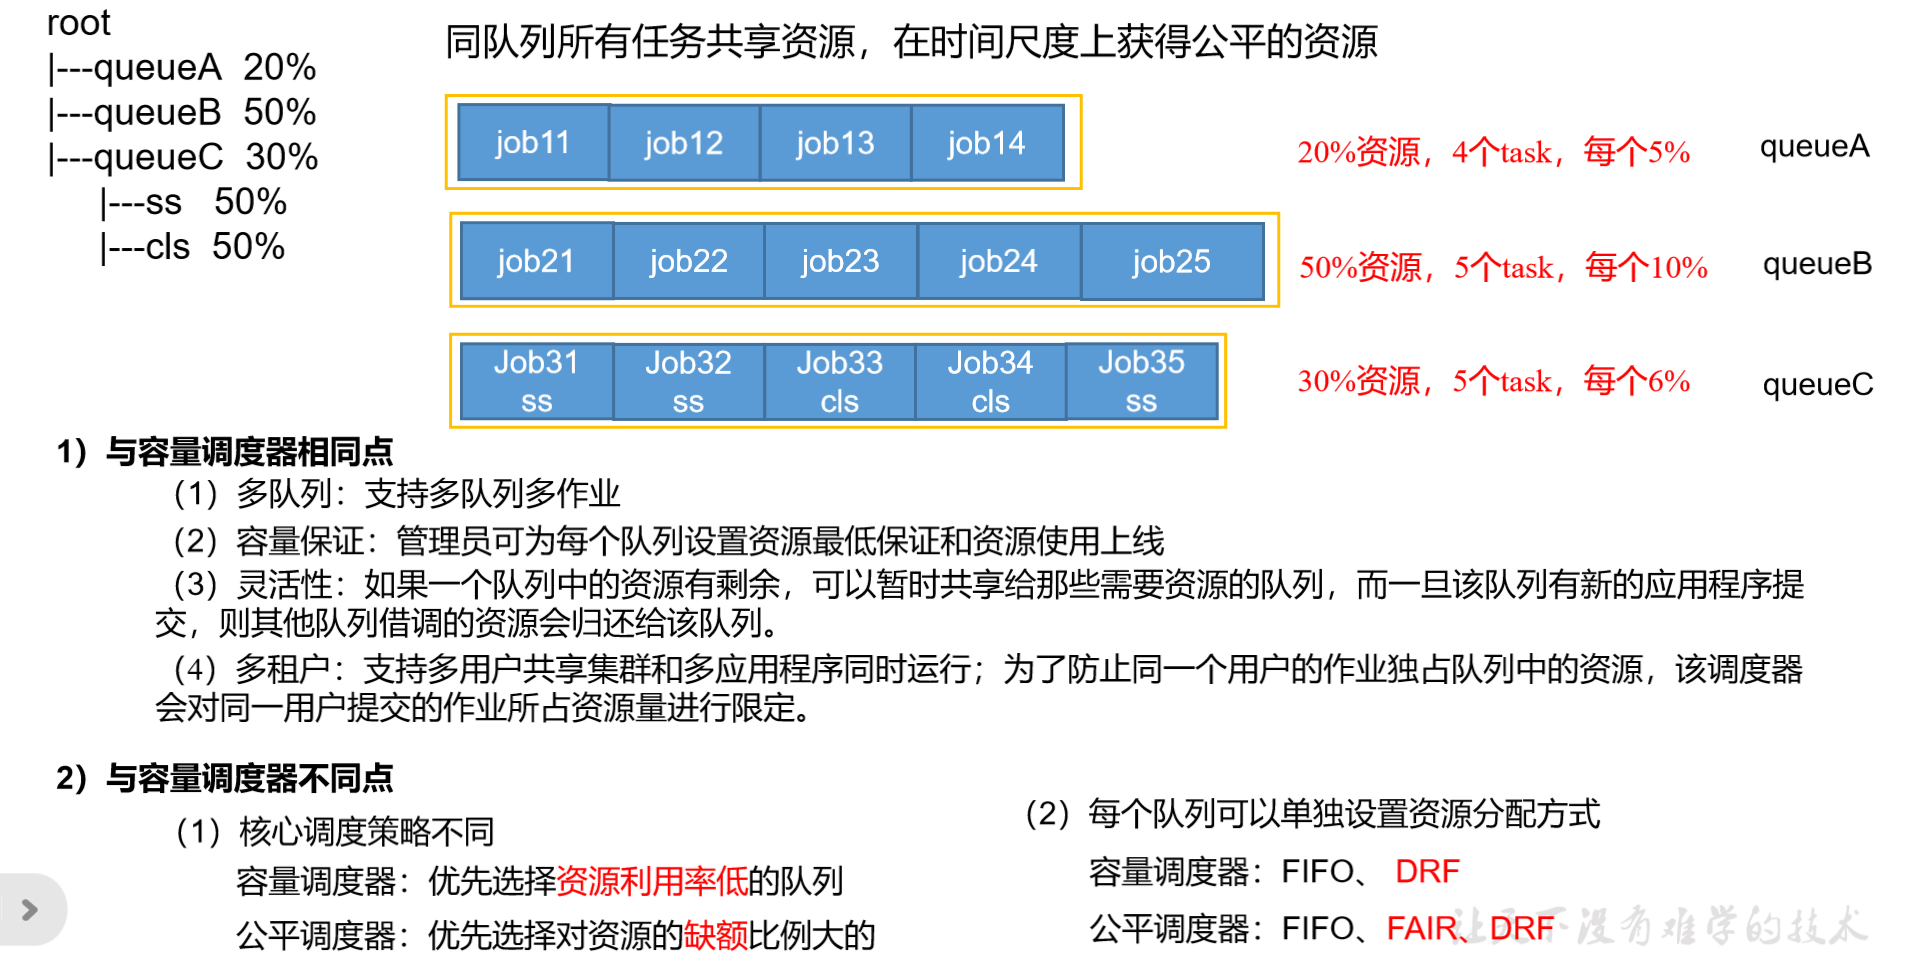 root
|---queueA 20%
|---queueB 50%
|---queueC 30%
|---ss 50%
|---cls 50%
同队列所有任务共享资源，在时间尺度上获得公平的资源
job11 job12 job13 job14
20%资源，4个task，每个5% queueA
job21 job22 job23 job24 job25
50%资源，5个task，每个10% queueB
Job31 Job32 Job33 Job34 Job35
ss ss cls cls ss
30%资源，5个task，每个6% queueC
1）与容量调度器相同点
（1）多队列：支持多队列多作业
（2）容量保证：管理员可为每个队列设置资源最低保证和资源使用上线
（3）灵活性：如果一个队列中的资源有剩余，可以暂时共享给那些需要资源的队列，而一旦该队列有新的应用程序提
交，则其他队列借调的资源会归还给该队列。
（4）多租户：支持多用户共享集群和多应用程序同时运行；为了防止同一个用户的作业独占队列中的资源，该调度器
会对同一用户提交的作业所占资源量进行限定。
2）与容量调度器不同点
（1）核心调度策略不同
容量调度器：优先选择资源利用率低的队列
公平调度器：优先选择对资源的缺额比例大的
（2）每个队列可以单独设置资源分配方式
容量调度器：FIFO、 DRF
公平调度器：FIFO、FAIR、DRF
让天下没有难学的技术